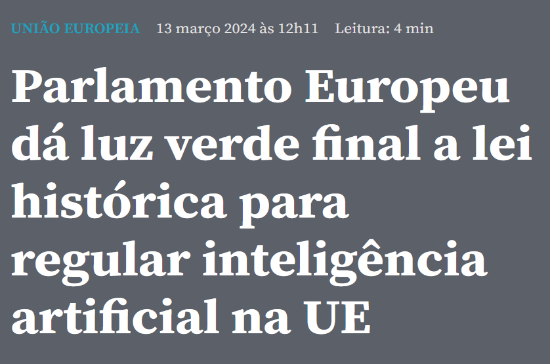 UNIÃO EUROPEIA 13 março 2024 às 12h11 Leitura: 4 min
Parlamento Europeu
dá luz verde final a lei
histórica para
regular inteligência
artificial na UE